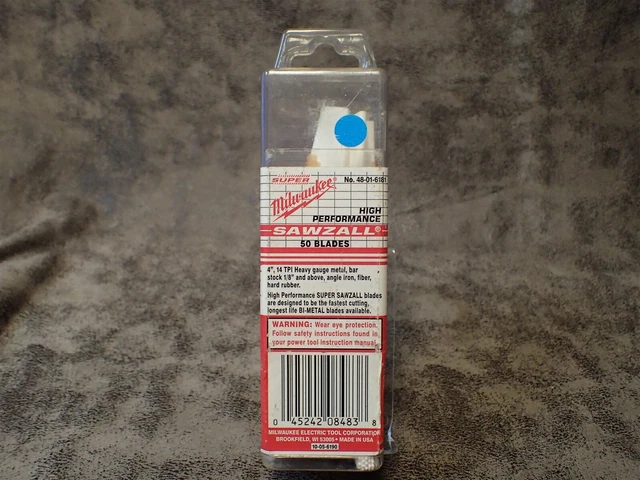 SUPER
No. 48-01-6181
Milwaukee®
HIGH
PERFORMANCE
SAWZALL®
50 BLADES
4", 14 TPI Heavy gauge metal, bar
stock 1/8" and above, angle iron, fiber,
hard rubber.
High Performance SUPER SAWZALL blades
are designed to be the fastest cutting,
longest life BI-METAL blades available.
WARNING: Wear eye protection.
Follow safety instructions found in
your power tool instruction manual.
0 45242 08483 8
MILWAUKEE ELECTRIC TOOL CORPORATION
BROOKFIELD, WI 53005 • MADE IN USA
10-05-6190